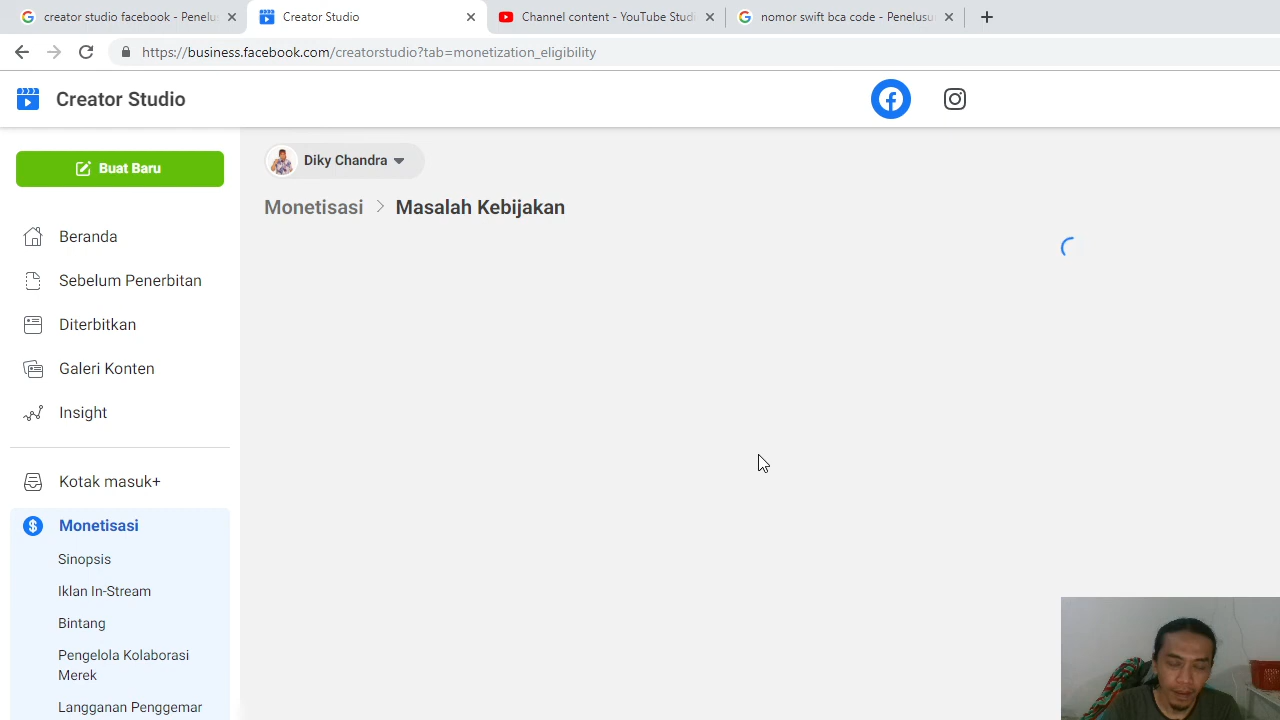 creator studio facebook - Penelu
Creator Studio
Channel content - YouTube Studi
nomor swift bca code - Penelusu
https://business.facebook.com/creatorstudio?tab=monetization_eligibility
Creator Studio
Buat Baru
Diky Chandra
Monetisasi > Masalah Kebijakan
Beranda
Sebelum Penerbitan
Diterbitkan
Galeri Konten
Insight
Kotak masuk+
Monetisasi
Sinopsis
Iklan In-Stream
Bintang
Pengelola Kolaborasi
Merek
Langganan Penggemar